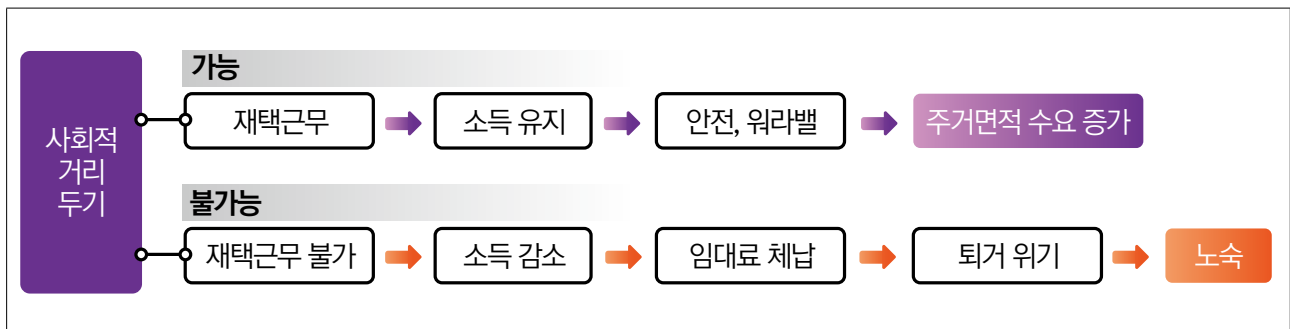 사회적
거리
두기
가능
재택근무
소득 유지
안전, 워라밸
주거면적 수요 증가
불가능
재택근무 불가
소득 감소
임대료 체납
퇴거 위기
노숙